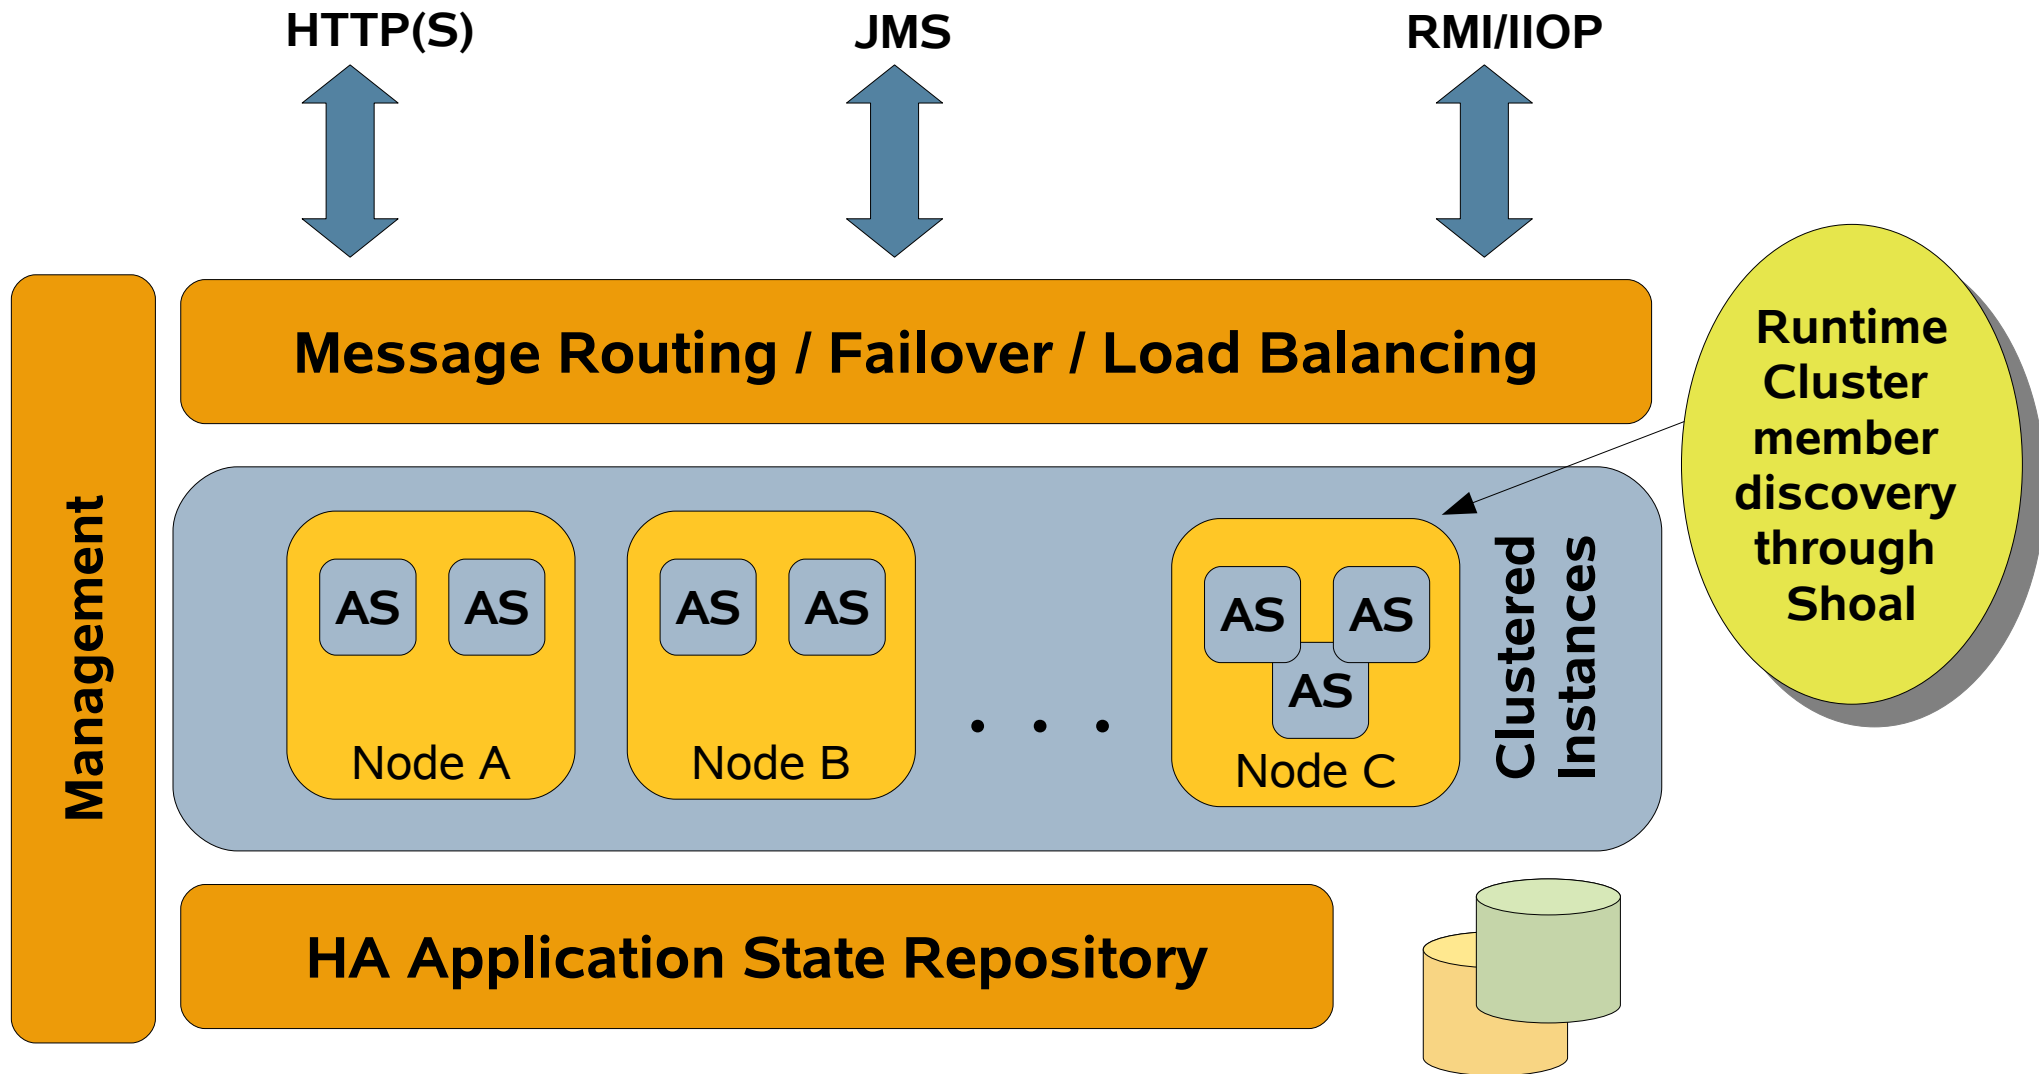 HTTP(S)
JMS
RMI/IIOP
Message Routing / Failover / Load Balancing
Runtime
Cluster
member
discovery
through
Shoal
Management
AS
AS
Node A
AS
AS
Node B
. . .
AS
AS
AS
Node C
Clustered
Instances
HA Application State Repository